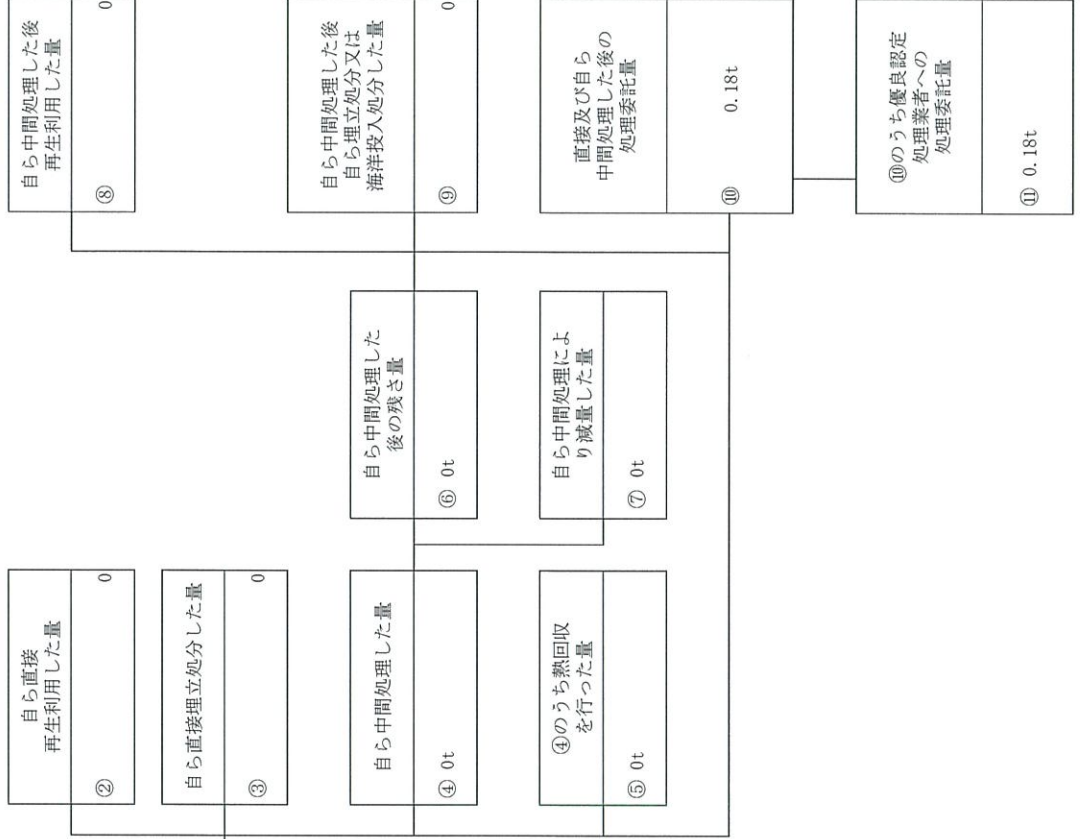 自ら直接
再生利用した量
② 0
自ら直接埋立処分した量
③ 0
自ら中間処理した量
④ 0t
④のうち熱回収
を行った量
⑤ 0t
自ら中間処理した
後の残さ量
⑥ 0t
自ら中間処理によ
り減量した量
⑦ 0t
自ら中間処理した後
再生利用した量
⑧ 0
自ら中間処理した後
自ら埋立処分又は
海洋投入処分した量
⑨ 0
直接及び自ら
中間処理した後の
処理委託量
⑩ 0.18t
⑩のうち優良認定
処理業者への
処理委託量
⑪ 0.18t